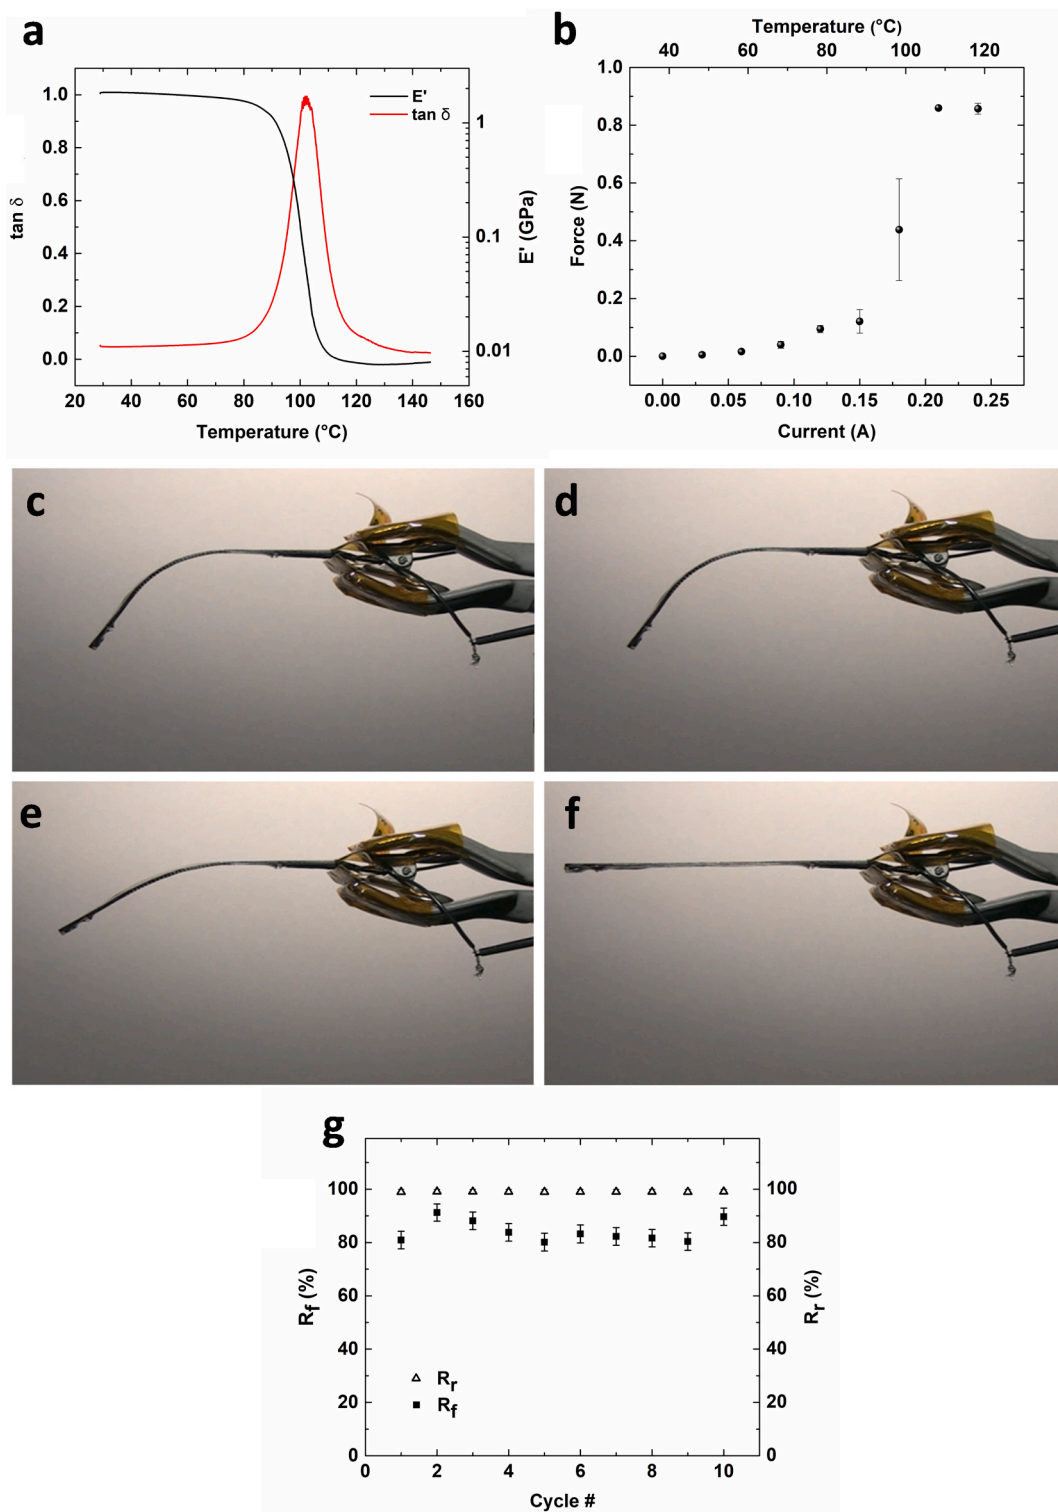 a
1.0
0.8
0.6
0.4
0.2
0.0
tan δ
E'
tan δ
1
0.1
0.01
E' (GPa)
20 40 60 80 100 120 140 160
Temperature (°C)
b
Temperature (°C)
40 60 80 100 120
1.0
0.8
0.6
0.4
0.2
0.0
Force (N)
0.00 0.05 0.10 0.15 0.20 0.25
Current (A)
c
d
e
f
g
100
80
60
40
20
0
Rf (%)
100
80
60
40
20
0
Rr (%)
Rr
Rf
0 2 4 6 8 10
Cycle #